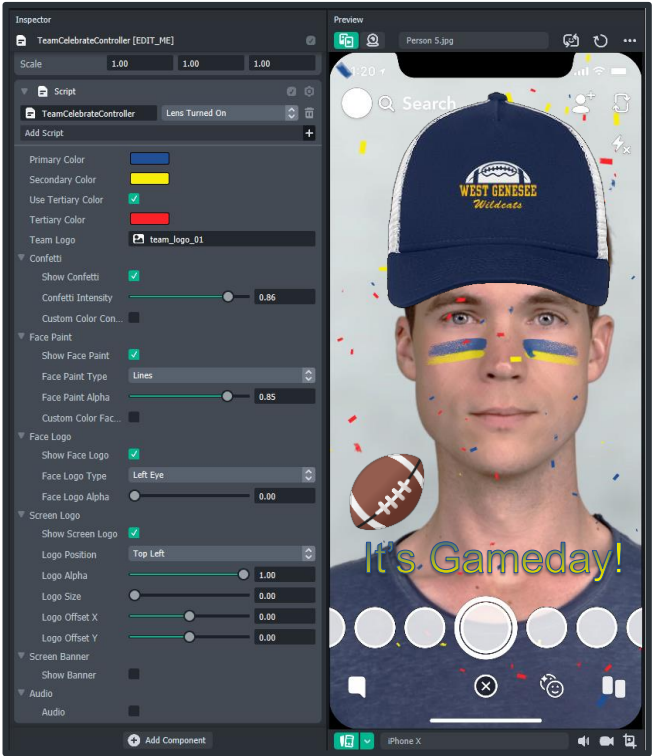 Inspector
TeamCelebrateController [EDIT_ME]
Scale 1.00 1.00 1.00
Script
TeamCelebrateController Lens Turned On
Add Script
Primary Color
Secondary Color
Use Tertiary Color
Tertiary Color
Team Logo team_logo_01
Confetti
Show Confetti
Confetti Intensity 0.86
Custom Color Con...
Face Paint
Show Face Paint
Face Paint Type Lines
Face Paint Alpha 0.85
Custom Color Fac...
Face Logo
Show Face Logo
Face Logo Type Left Eye
Face Logo Alpha 0.00
Screen Logo
Show Screen Logo
Logo Position Top Left
Logo Alpha 1.00
Logo Size 0.00
Logo Offset X 0.00
Logo Offset Y 0.00
Screen Banner
Show Banner
Audio
Audio
Add Component
Preview
Person 5.jpg
1:20
Search
WEST GENESEE
Wildcats
It's Gameday!
iPhone X